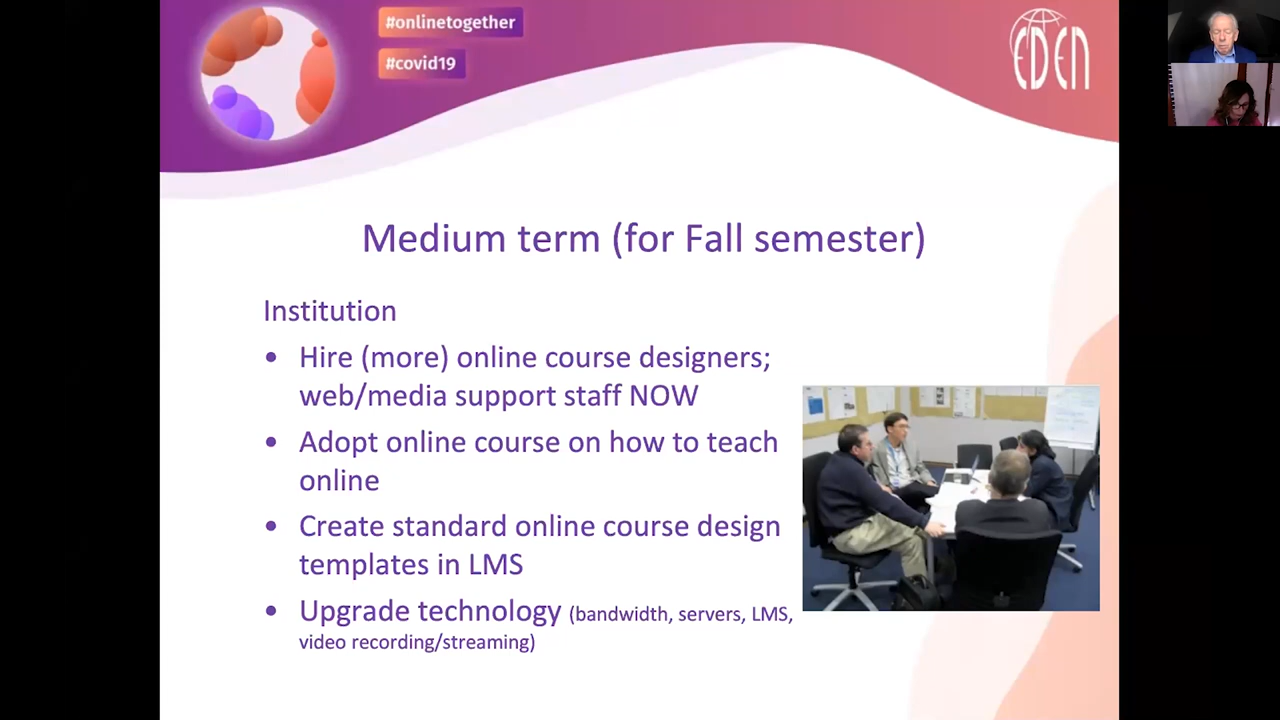 #onlinetogether
#covid19
EDEN
Medium term (for Fall semester)
Institution
• Hire (more) online course designers;
web/media support staff NOW
• Adopt online course on how to teach
online
• Create standard online course design
templates in LMS
• Upgrade technology (bandwidth, servers, LMS,
video recording/streaming)